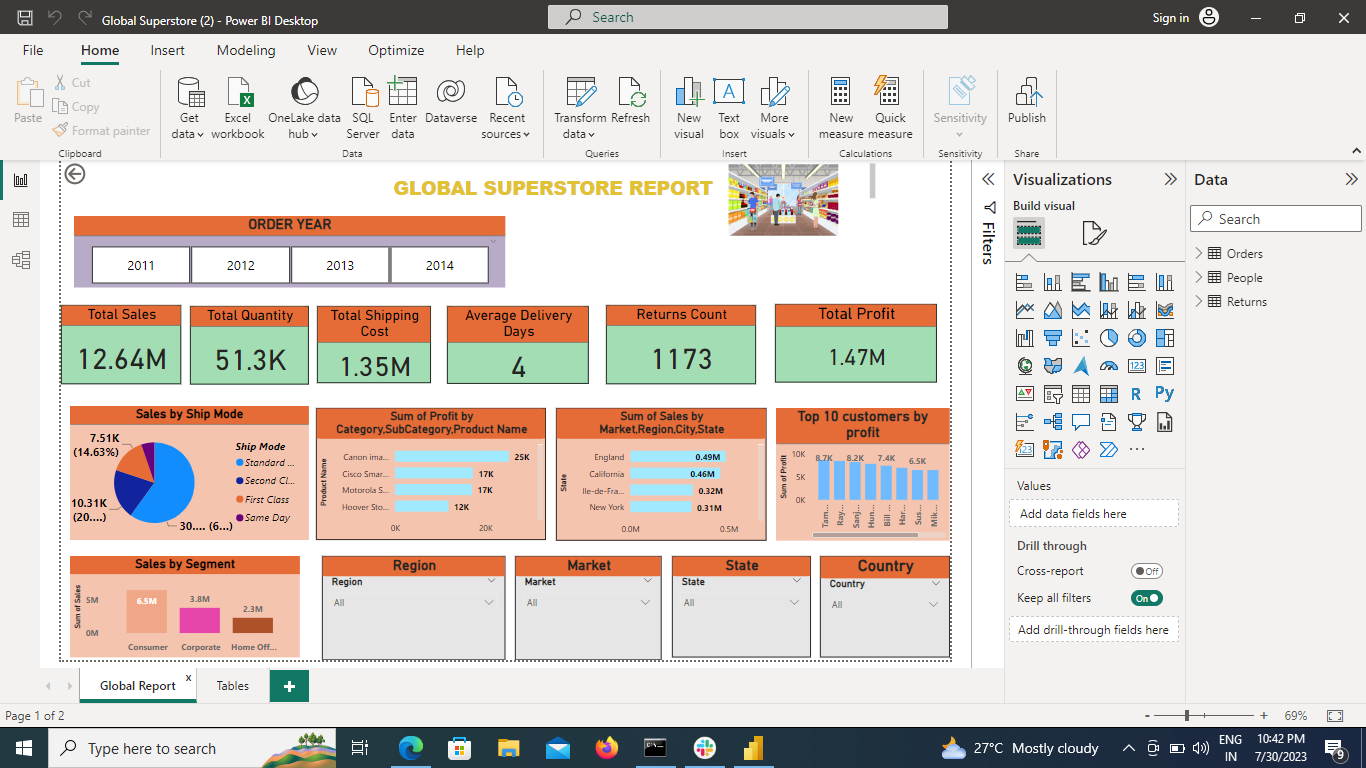 Global Superstore (2) - Power BI Desktop
Search
Sign in
File Home Insert Modeling View Optimize Help
Paste
Cut
Copy
Format painter
Get data
Excel workbook
OneLake data hub
SQL Server
Enter data
Dataverse
Recent sources
Transform data
Refresh
New visual
Text box
More visuals
New measure
Quick measure
Sensitivity
Publish
Clipboard
Data
Queries
Insert
Calculations
Sensitivity
Share
GLOBAL SUPERSTORE REPORT
ORDER YEAR
2011 2012 2013 2014
Total Sales
12.64M
Total Quantity
51.3K
Total Shipping
Cost
1.35M
Average Delivery
Days
4
Returns Count
1173
Total Profit
1.47M
Sales by Ship Mode
7.51K
(14.63%)
10.31K
(20....)
30.... (6...)
Ship Mode
Standard ...
Second Cl...
First Class
Same Day
Sum of Profit by
Category,SubCategory,Product Name
Product Name
Canon ima... 25K
Cisco Smar... 17K
Motorola S... 17K
Hoover Sto... 12K
0K 20K
Sum of Sales by
Market,Region,City,State
State
England 0.49M
California 0.46M
Ile-de-Fra... 0.32M
New York 0.31M
0.0M 0.5M
Top 10 customers by
profit
Sum of Profit
10K
5K
0K
8.7K 8.2K 7.4K 6.5K
Tam... Ray... Sanj... Hun... Bill ... Har... Sus... Mik...
Sales by Segment
Sum of Sales
5M
0M
6.5M 3.8M 2.3M
Consumer Corporate Home Off...
Region
Region
All
Market
Market
All
State
State
All
Country
Country
All
Filters
Visualizations
Build visual
R Py
123
123
Values
Add data fields here
Drill through
Cross-report Off
Keep all filters On
Add drill-through fields here
Data
Search
Orders
People
Returns
Global Report x
Tables
+
Page 1 of 2
- + 69%
Type here to search
27°C Mostly cloudy
ENG
IN
10:42 PM
7/30/2023
9